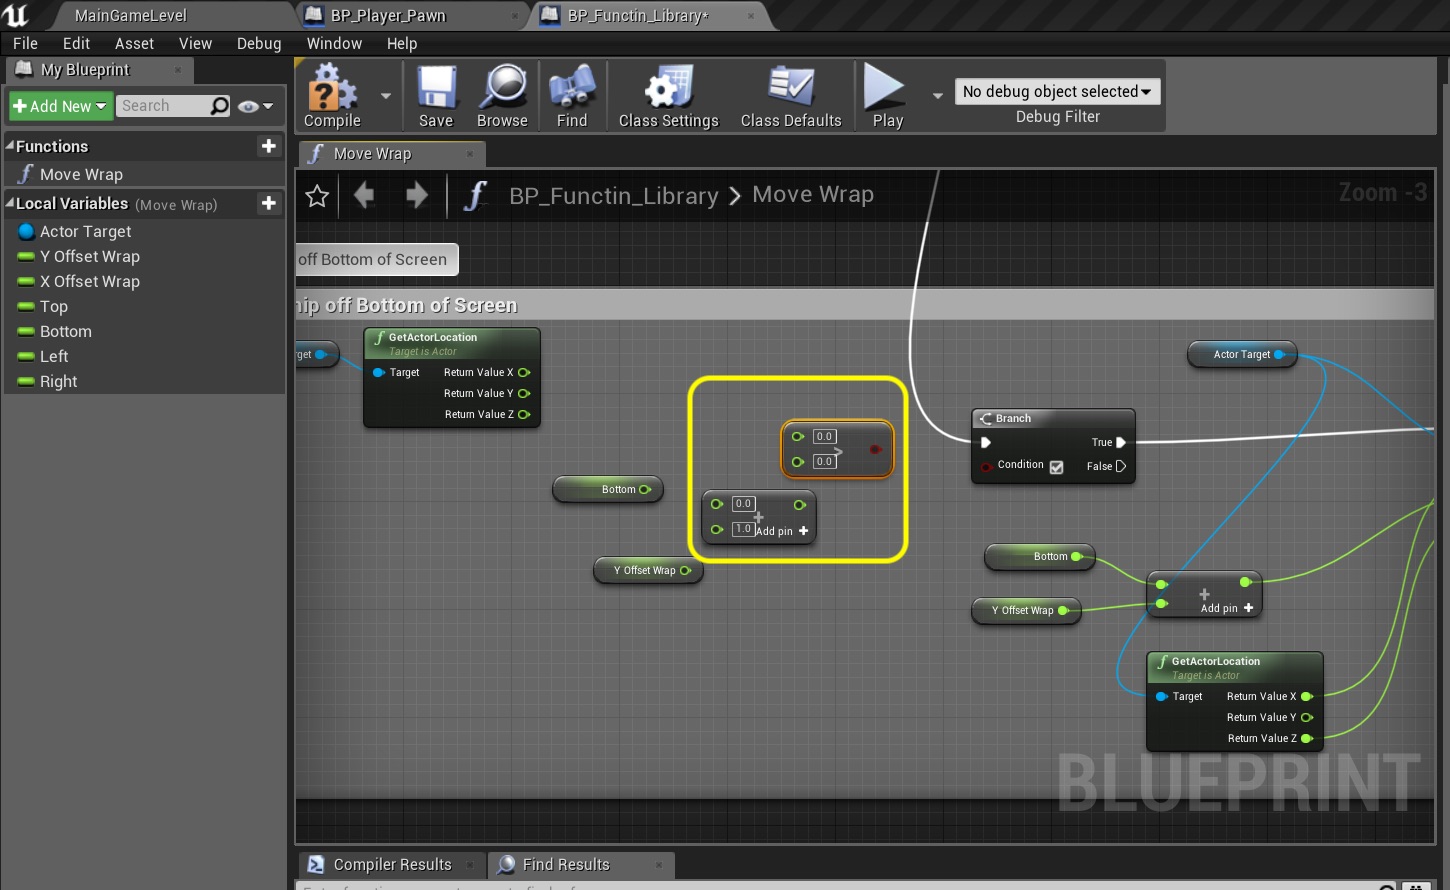 MainGameLevel
BP_Player_Pawn
BP_Functin_Library*
File Edit Asset View Debug Window Help
My Blueprint
Add New
Search
Functions
Move Wrap
Local Variables (Move Wrap)
Actor Target
Y Offset Wrap
X Offset Wrap
Top
Bottom
Left
Right
Compile
Save
Browse
Find
Class Settings
Class Defaults
Play
No debug object selected
Debug Filter
Move Wrap
BP_Functin_Library > Move Wrap
Zoom -3
off Bottom of Screen
hip off Bottom of Screen
rget
GetActorLocation
Target is Actor
Target Return Value X
Return Value Y
Return Value Z
Bottom
Y Offset Wrap
0.0
0.0
>
0.0
+
1.0 Add pin +
Branch
True
Condition False
Actor Target
Bottom
Y Offset Wrap
+
Add pin +
GetActorLocation
Target is Actor
Target Return Value X
Return Value Y
Return Value Z
BLUEPRINT
Compiler Results
Find Results